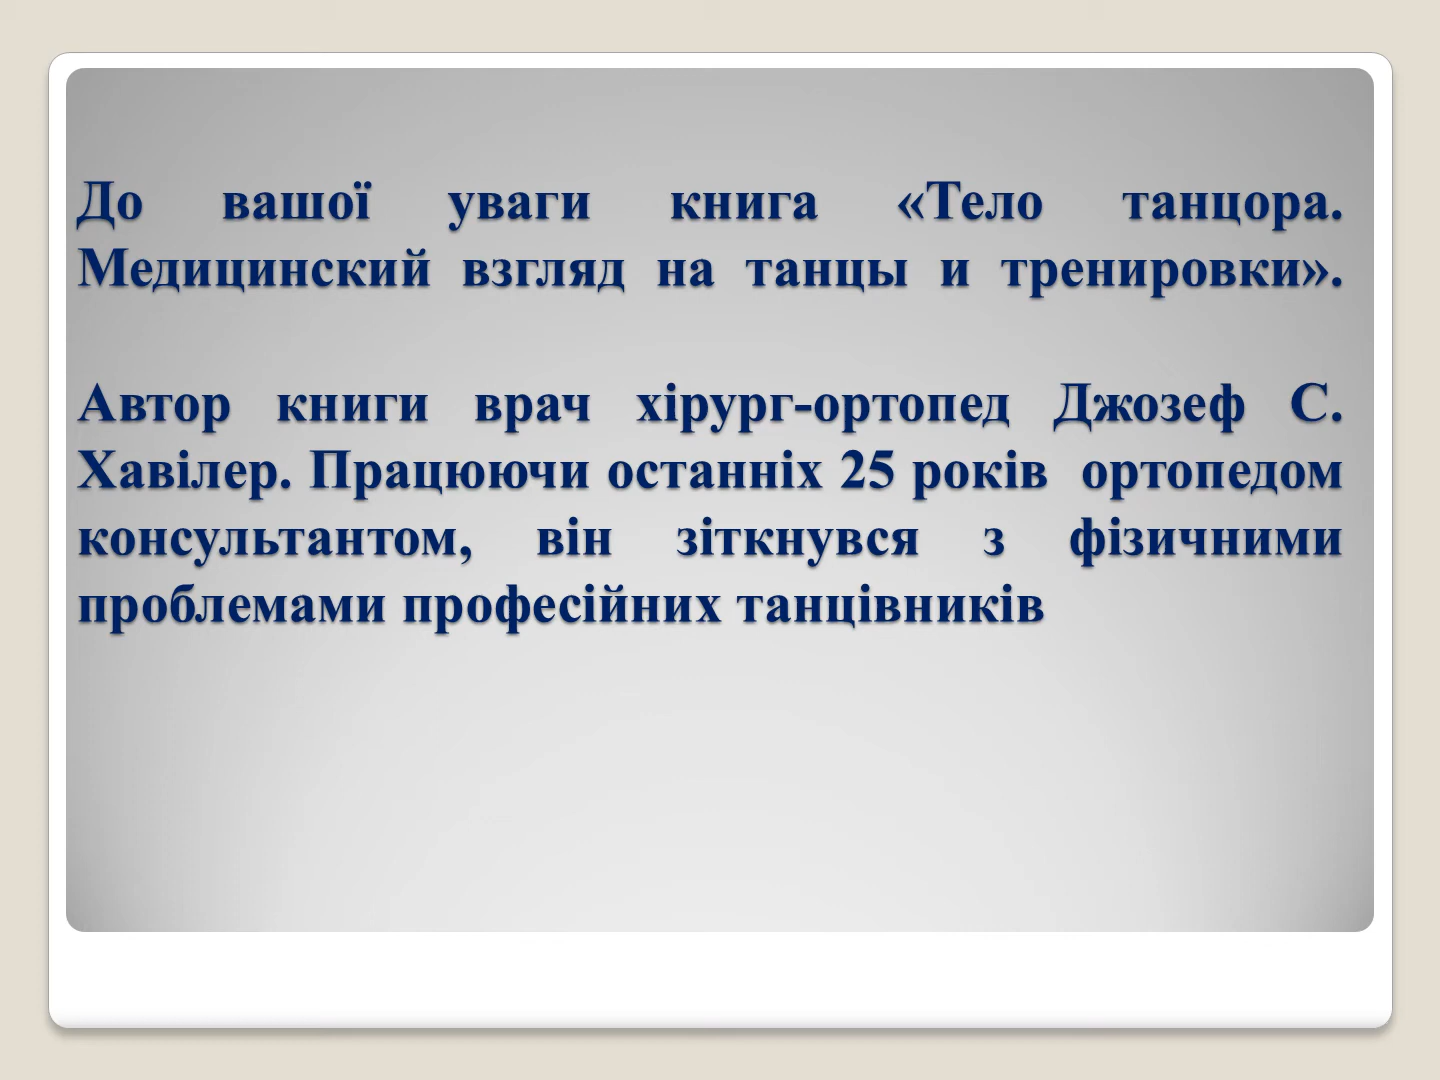 До вашої уваги книга «Тело танцора.
Медицинский взгляд на танцы и тренировки».
Автор книги врач хірург-ортопед Джозеф С.
Хавілер. Працюючи останніх 25 років ортопедом
консультантом, він зіткнувся з фізичними
проблемами професійних танцівників